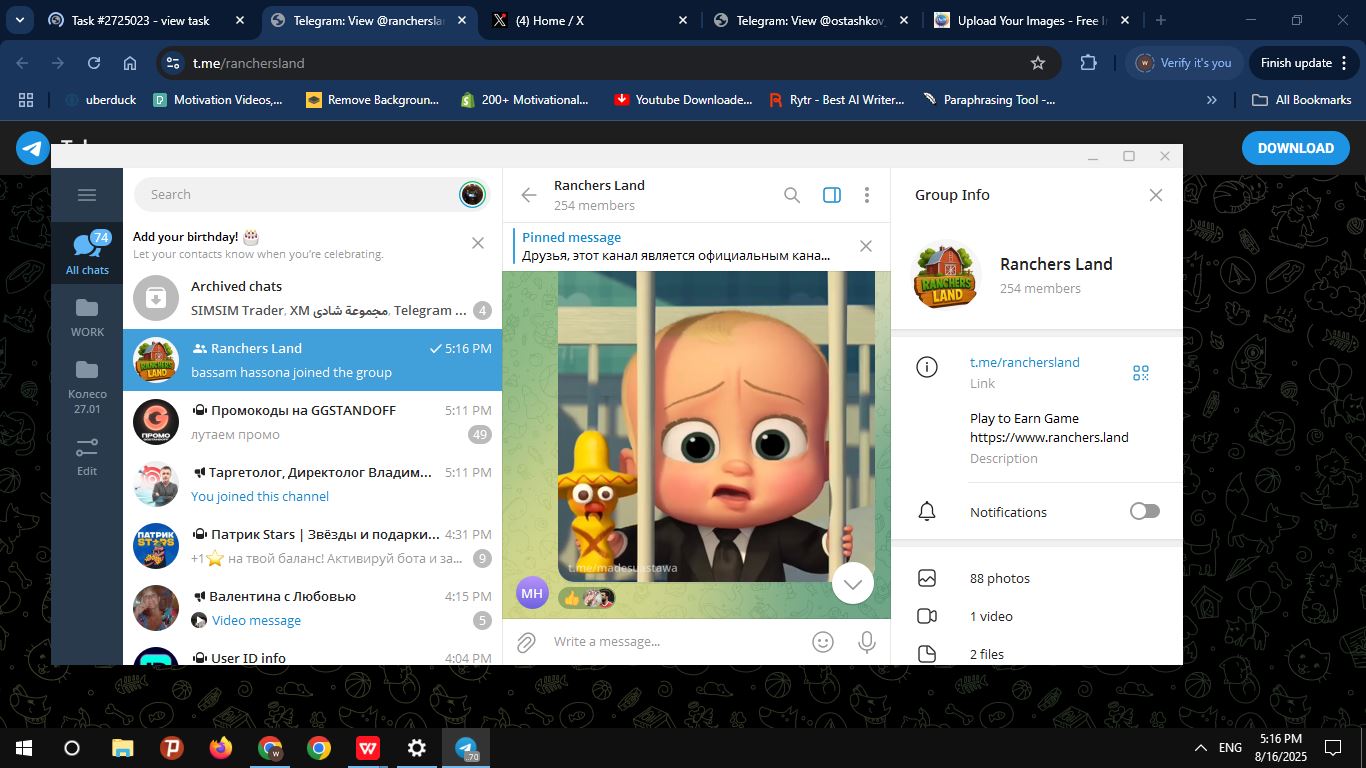 Task #2725023 - view task
Telegram: View @ranchersla
(4) Home / X
Telegram: View @ostashkov_
Upload Your Images - Free I
t.me/ranchersland
Verify it's you
Finish update
uberduck
Motivation Videos,...
Remove Backgroun...
200+ Motivational...
Youtube Downloade...
Rytr - Best AI Writer...
Paraphrasing Tool -...
All Bookmarks
DOWNLOAD
74
All chats
WORK
Колесо
27.01
Edit
Search
Add your birthday! 🎂
Let your contacts know when you're celebrating.
Archived chats
SIMSIM Trader, XM مجموعة شادى, Telegram ...
4
Ranchers Land
5:16 PM
bassam hassona joined the group
Промокоды на GGSTANDOFF
5:11 PM
лутаем промо
49
Таргетолог, Директолог Владим...
5:11 PM
You joined this channel
Патрик Stars | Звёзды и подарки...
4:31 PM
+1⭐ на твой баланс! Активируй бота и за...
9
Валентина с Любовью
4:15 PM
Video message
5
User ID info
4:04 PM
Ranchers Land
254 members
Pinned message
Друзья, этот канал является официальным кана...
t.me/madesuastawa
MH
Write a message...
Group Info
RANCHERS
LAND
Ranchers Land
254 members
t.me/ranchersland
Link
Play to Earn Game
https://www.ranchers.land
Description
Notifications
88 photos
1 video
2 files
70
ENG
5:16 PM
8/16/2025